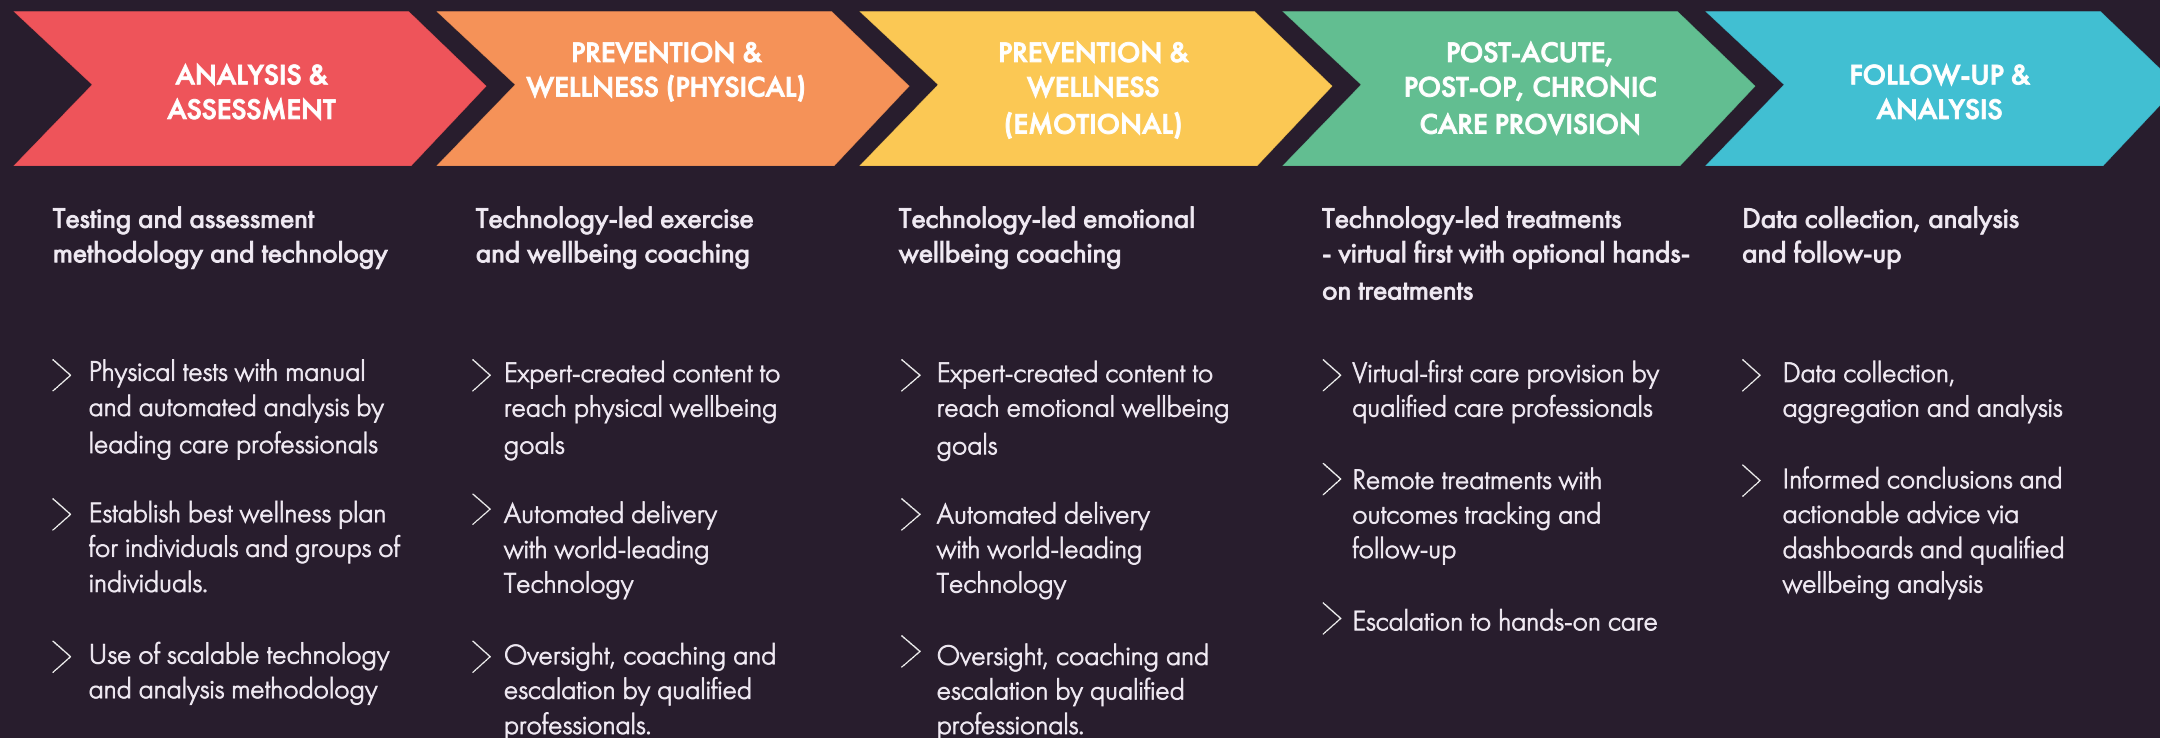 ANALYSIS &
ASSESSMENT
PREVENTION &
WELLNESS (PHYSICAL)
PREVENTION &
WELLNESS
(EMOTIONAL)
POST-ACUTE,
POST-OP, CHRONIC
CARE PROVISION
FOLLOW-UP &
ANALYSIS
Testing and assessment
methodology and technology
Physical tests with manual
and automated analysis by
leading care professionals
Establish best wellness plan
for individuals and groups of
individuals.
Use of scalable technology
and analysis methodology
Technology-led exercise
and wellbeing coaching
Expert-created content to
reach physical wellbeing
goals
Automated delivery
with world-leading
Technology
Oversight, coaching and
escalation by qualified
professionals.
Technology-led emotional
wellbeing coaching
Expert-created content to
reach emotional wellbeing
goals
Automated delivery
with world-leading
Technology
Oversight, coaching and
escalation by qualified
professionals.
Technology-led treatments
- virtual first with optional hands-
on treatments
Virtual-first care provision by
qualified care professionals
Remote treatments with
outcomes tracking and
follow-up
Escalation to hands-on care
Data collection, analysis
and follow-up
Data collection,
aggregation and analysis
Informed conclusions and
actionable advice via
dashboards and qualified
wellbeing analysis